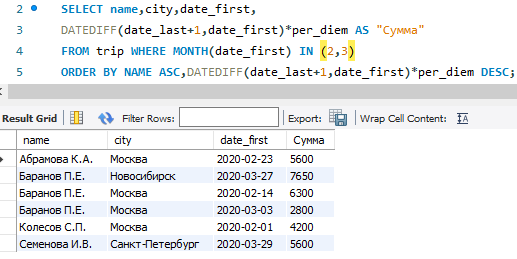 2 SELECT name,city,date_first,
3 DATEDIFF(date_last+1,date_first)*per_diem AS "Сумма"
4 FROM trip WHERE MONTH(date_first) IN (2,3)
5 ORDER BY NAME ASC,DATEDIFF(date_last+1,date_first)*per_diem DESC;
Result Grid Filter Rows: Export: Wrap Cell Content: IA
name city date_first Сумма
Абрамова К.А. Москва 2020-02-23 5600
Баранов П.Е. Новосибирск 2020-03-27 7650
Баранов П.Е. Москва 2020-02-14 6300
Баранов П.Е. Москва 2020-03-03 2800
Колесов С.П. Москва 2020-02-01 4200
Семенова И.В. Санкт-Петербург 2020-03-29 5600